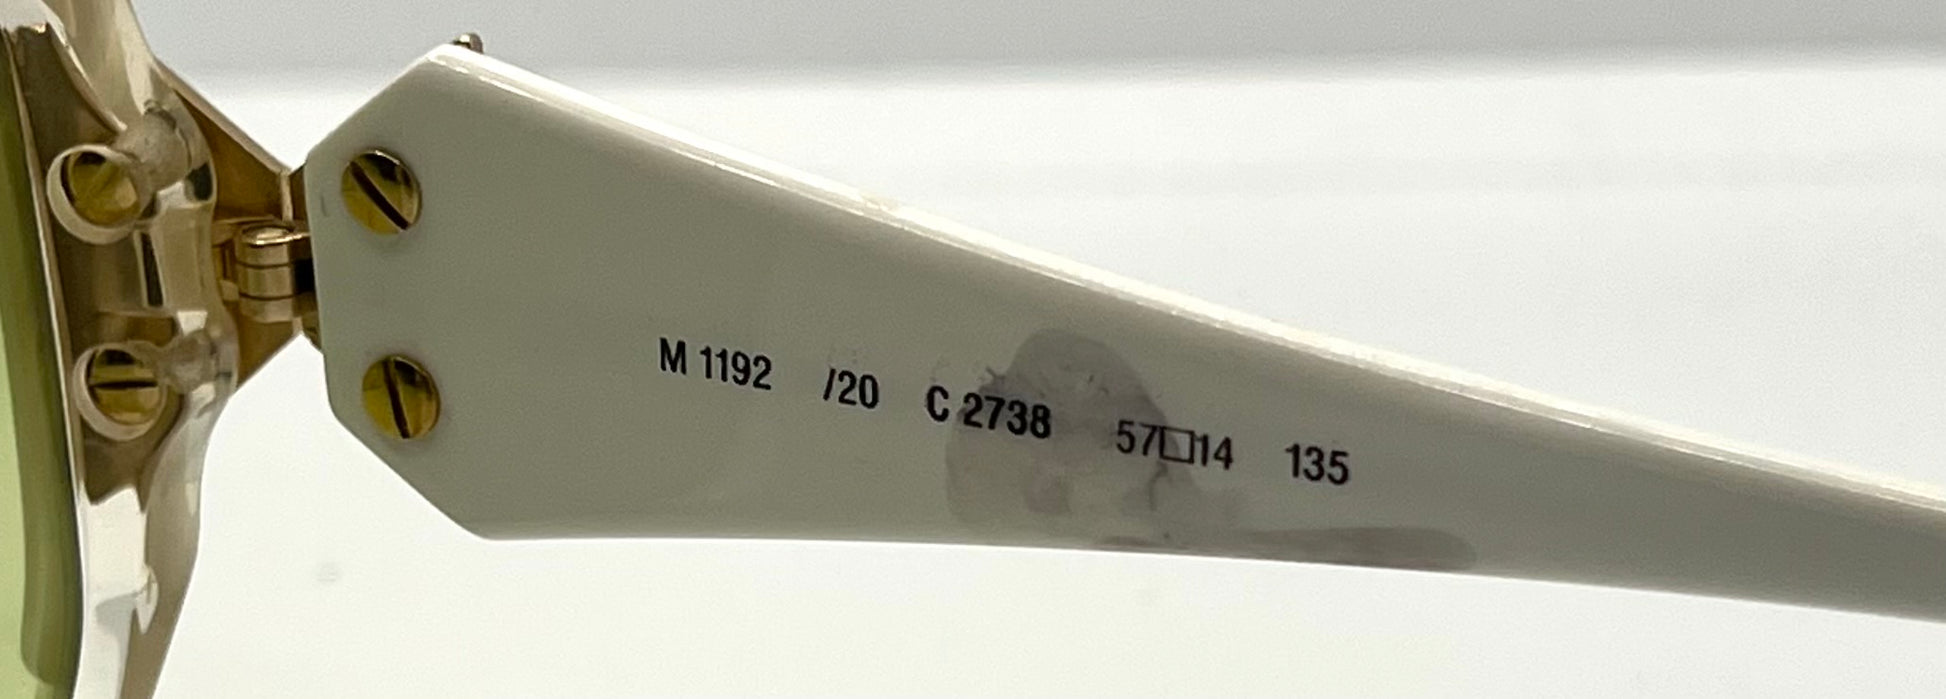 M 1192 /20 C 2738 57□14 135